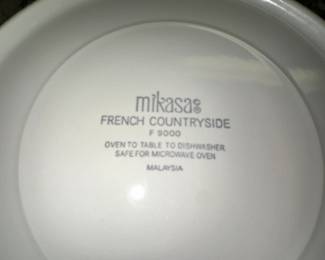 mikasa®
FRENCH COUNTRYSIDE
F 9000
OVEN TO TABLE TO DISHWASHER
SAFE FOR MICROWAVE OVEN
MALAYSIA